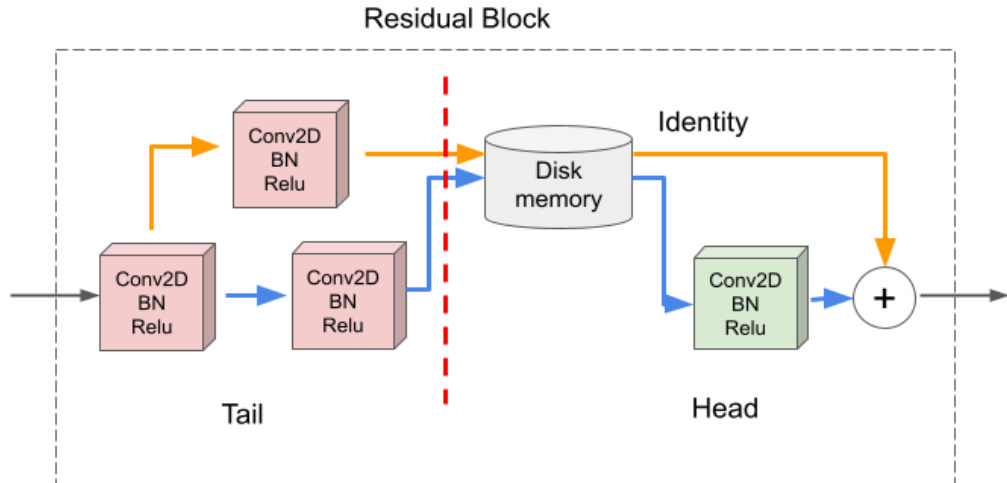 Residual Block
Conv2D
BN
Relu
Identity
Disk
memory
Conv2D
BN
Relu
Conv2D
BN
Relu
Conv2D
BN
Relu
+
Tail
Head